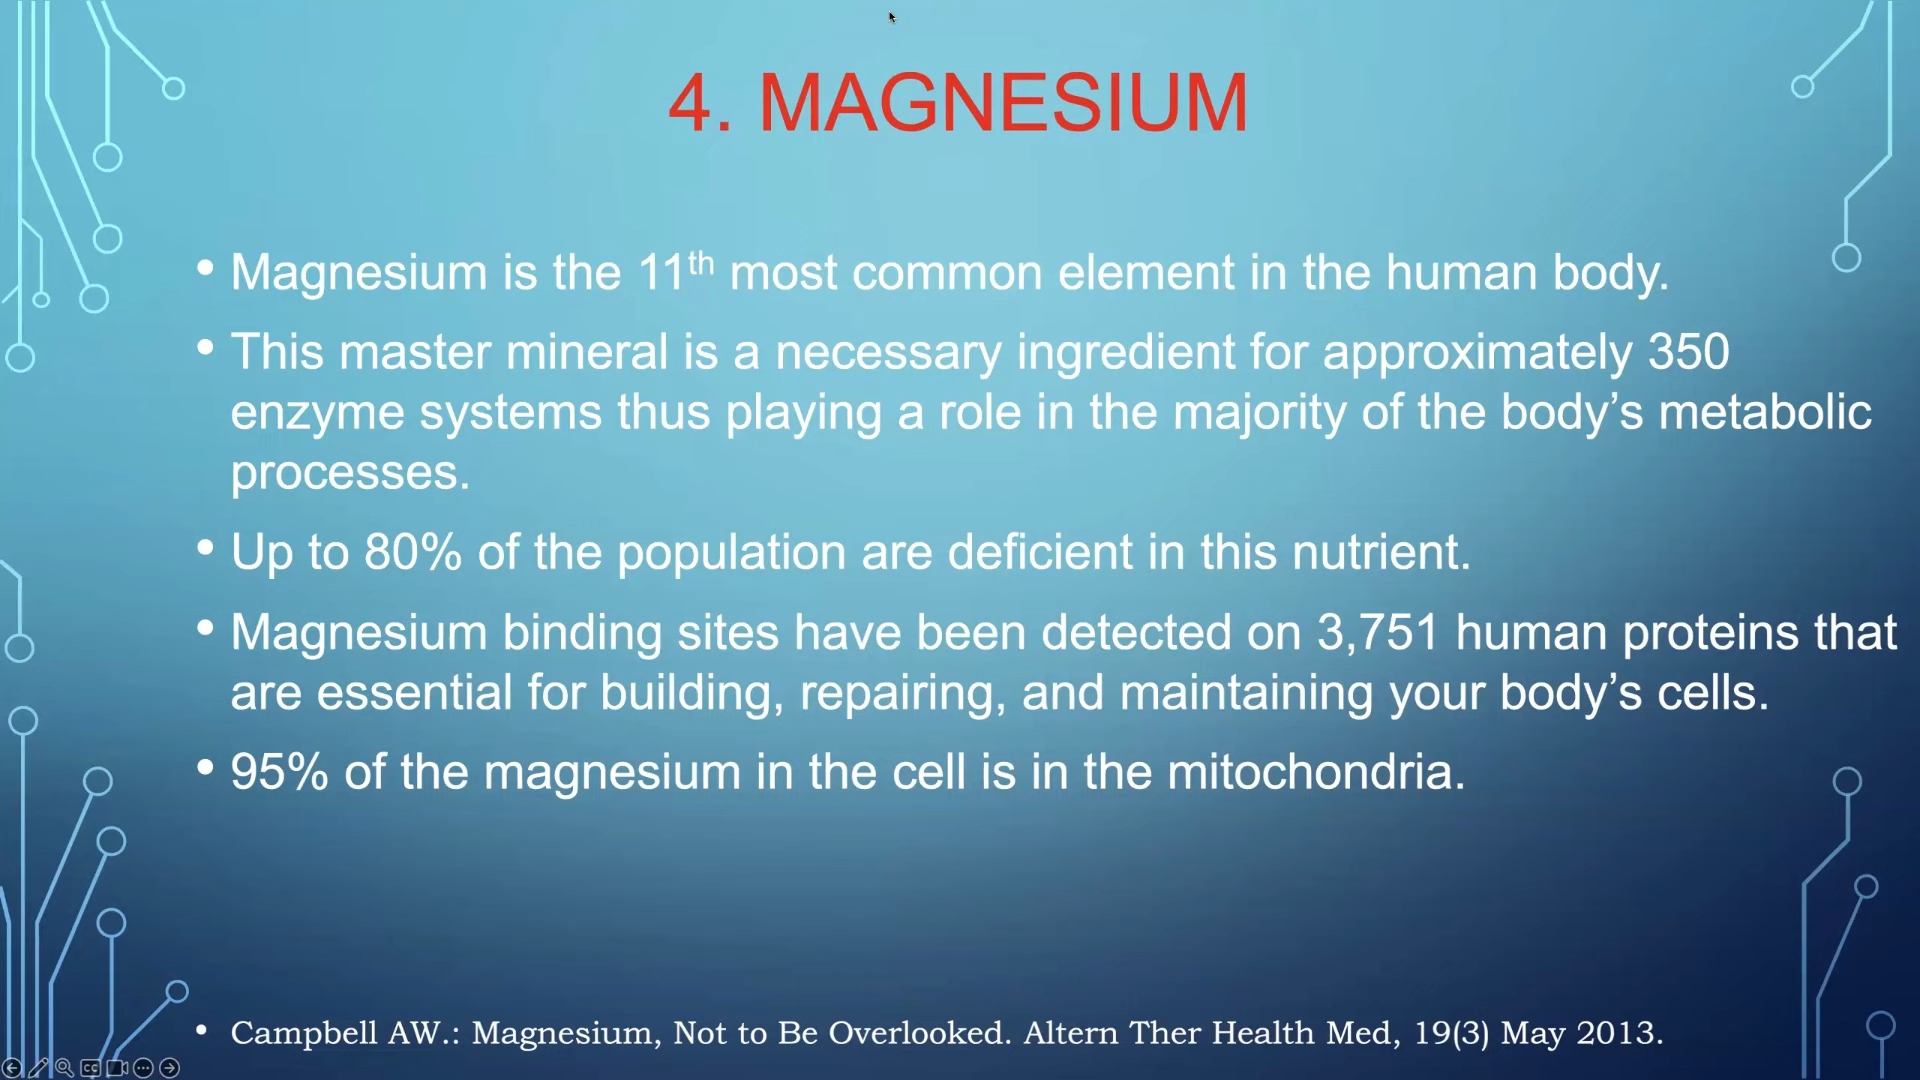 4. MAGNESIUM
• Magnesium is the 11th most common element in the human body.
• This master mineral is a necessary ingredient for approximately 350
enzyme systems thus playing a role in the majority of the body’s metabolic
processes.
• Up to 80% of the population are deficient in this nutrient.
• Magnesium binding sites have been detected on 3,751 human proteins that
are essential for building, repairing, and maintaining your body’s cells.
• 95% of the magnesium in the cell is in the mitochondria.
• Campbell AW.: Magnesium, Not to Be Overlooked. Altern Ther Health Med, 19(3) May 2013.
CC